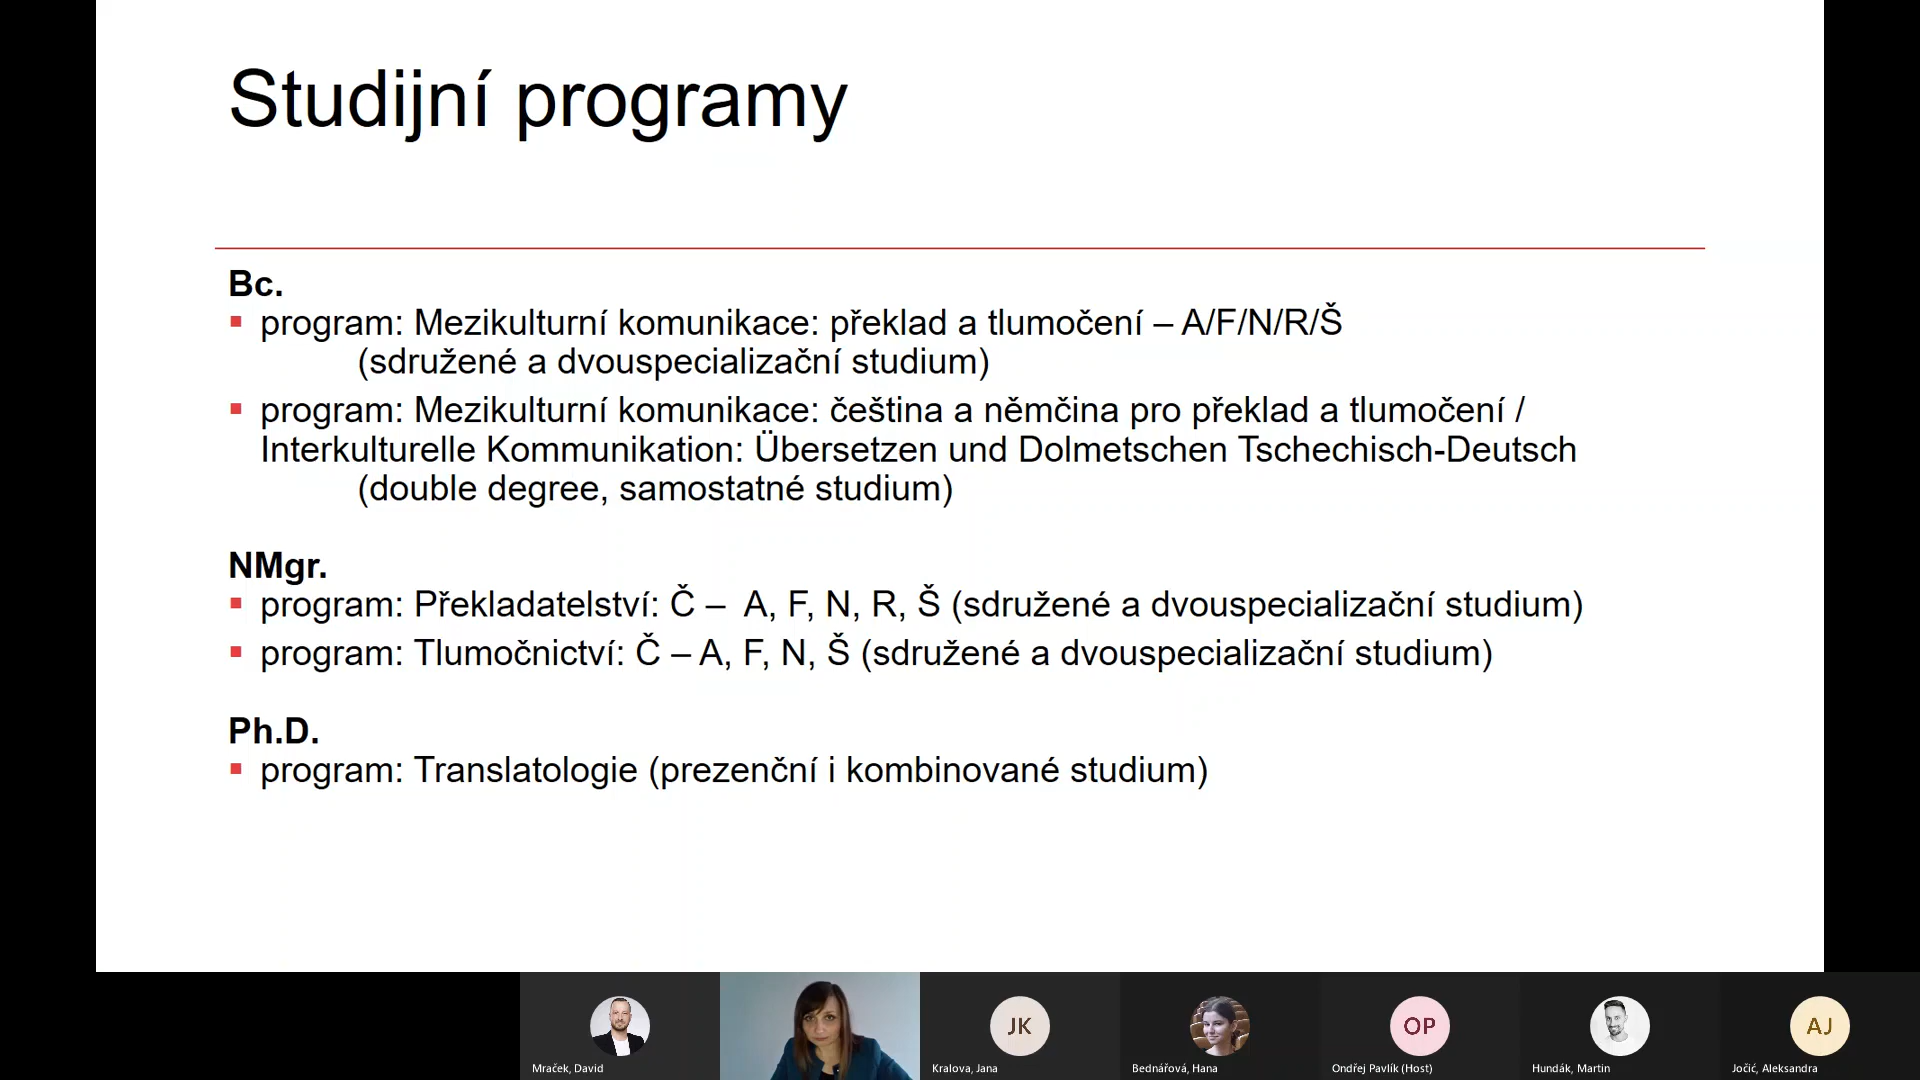 Studijní programy
Bc.
program: Mezikulturní komunikace: překlad a tlumočení – A/F/N/R/Š
(sdružené a dvouspecializační studium)
program: Mezikulturní komunikace: čeština a němčina pro překlad a tlumočení /
Interkulturelle Kommunikation: Übersetzen und Dolmetschen Tschechisch-Deutsch
(double degree, samostatné studium)
NMgr.
program: Překladatelství: Č – A, F, N, R, Š (sdružené a dvouspecializační studium)
program: Tlumočnictví: Č – A, F, N, Š (sdružené a dvouspecializační studium)
Ph.D.
program: Translatologie (prezenční i kombinované studium)
JK
OP
AJ
Mraček, David
Kralova, Jana
Bednářová, Hana
Ondřej Pavlík (Host)
Hundák, Martin
Jočić, Aleksandra